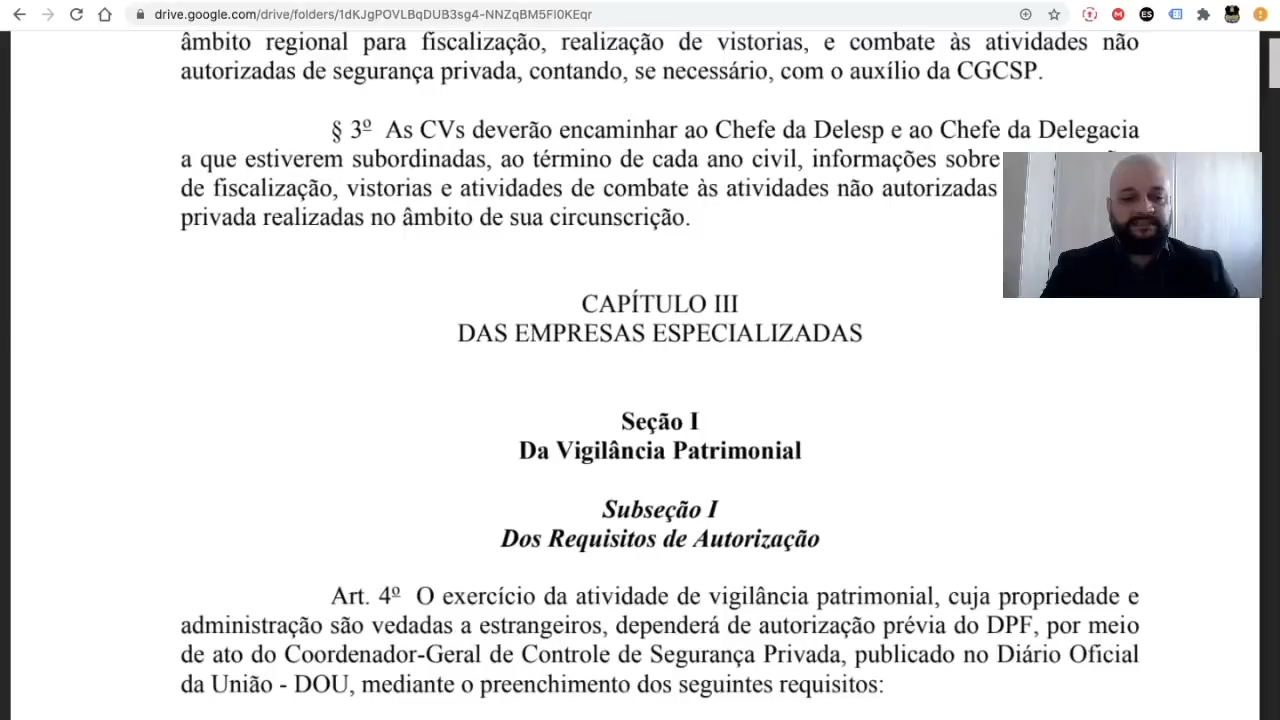 drive.google.com/drive/folders/1dKJgPOVLBqDUB3sg4-NNZqBM5Fl0KEqr
âmbito regional para fiscalização, realização de vistorias, e combate às atividades não
autorizadas de segurança privada, contando, se necessário, com o auxílio da CGCSP.
§ 3º As CVs deverão encaminhar ao Chefe da Delesp e ao Chefe da Delegacia
a que estiverem subordinadas, ao término de cada ano civil, informações sobre
de fiscalização, vistorias e atividades de combate às atividades não autorizadas
privada realizadas no âmbito de sua circunscrição.
CAPÍTULO III
DAS EMPRESAS ESPECIALIZADAS
Seção I
Da Vigilância Patrimonial
Subseção I
Dos Requisitos de Autorização
Art. 4º O exercício da atividade de vigilância patrimonial, cuja propriedade e
administração são vedadas a estrangeiros, dependerá de autorização prévia do DPF, por meio
de ato do Coordenador-Geral de Controle de Segurança Privada, publicado no Diário Oficial
da União - DOU, mediante o preenchimento dos seguintes requisitos: